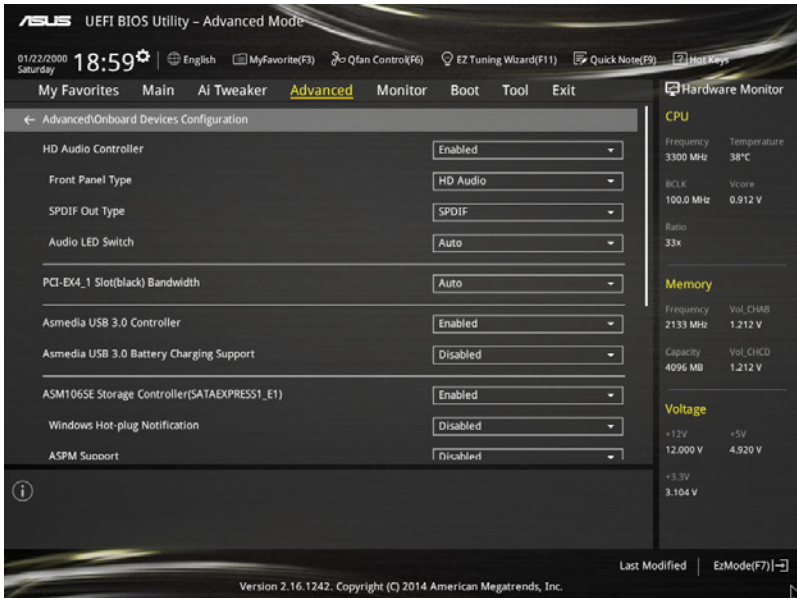 ASUS UEFI BIOS Utility – Advanced Mode
01/22/2000
Saturday
18:59
English
MyFavorite(F3)
Qfan Control(F6)
EZ Tuning Wizard(F11)
Quick Note(F9)
? Hot Keys
My Favorites Main Ai Tweaker Advanced Monitor Boot Tool Exit
← Advanced\Onboard Devices Configuration
HD Audio Controller Enabled
Front Panel Type HD Audio
SPDIF Out Type SPDIF
Audio LED Switch Auto
PCI-EX4_1 Slot(black) Bandwidth Auto
Asmedia USB 3.0 Controller Enabled
Asmedia USB 3.0 Battery Charging Support Disabled
ASM106SE Storage Controller(SATAEXPRESS1_E1) Enabled
Windows Hot-plug Notification Disabled
ASPM Support Disabled
Hardware Monitor
CPU
Frequency Temperature
3300 MHz 38°C
BCLK Vcore
100.0 MHz 0.912 V
Ratio
33x
Memory
Frequency Vol_CHAB
2133 MHz 1.212 V
Capacity Vol_CHCD
4096 MB 1.212 V
Voltage
+12V +5V
12.000 V 4.920 V
+3.3V
3.104 V
Last Modified
EzMode(F7)
Version 2.16.1242. Copyright (C) 2014 American Megatrends, Inc.